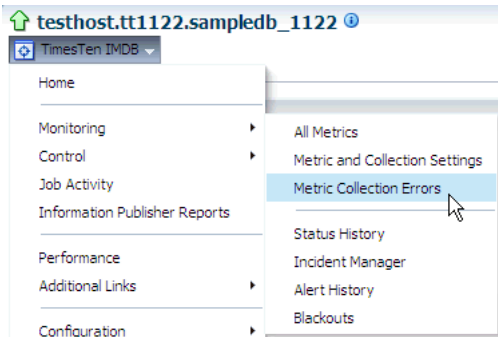 testhost.tt1122.sampledb_1122
TimesTen IMDB
Home
Monitoring
Control
Job Activity
Information Publisher Reports
Performance
Additional Links
Configuration
All Metrics
Metric and Collection Settings
Metric Collection Errors
Status History
Incident Manager
Alert History
Blackouts